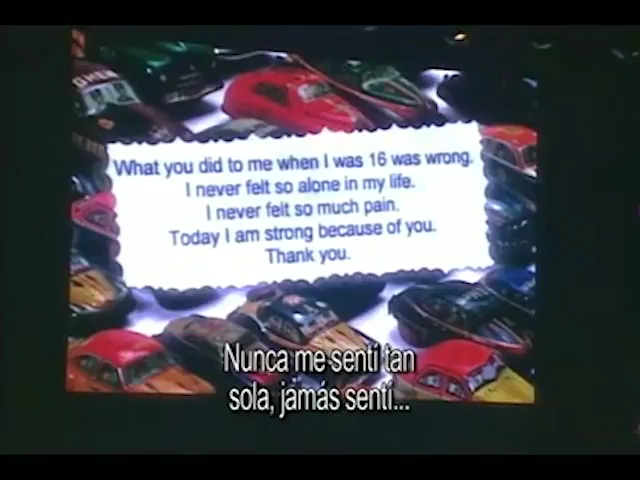 What you did to me when I was 16 was wrong.
I never felt so alone in my life.
I never felt so much pain.
Today I am strong because of you.
Thank you.
Nunca me sentí tan
sola, jamás sentí...